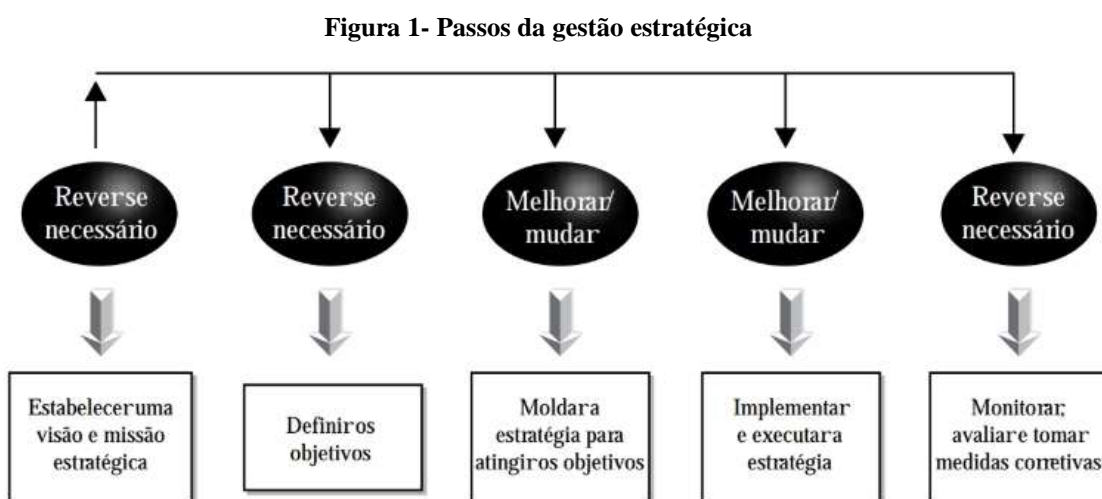 Figura 1- Passos da gestão estratégica
Reverse
necessário
Reverse
necessário
Melhorar/
mudar
Melhorar/
mudar
Reverse
necessário
Estabeleceruma
visão e missão
estratégica
Definiros
objetivos
Moldara
estratégia para
atingiros objetivos
Implementar
e executara
estratégia
Monitorar,
avaliare tomar
medidas corretivas